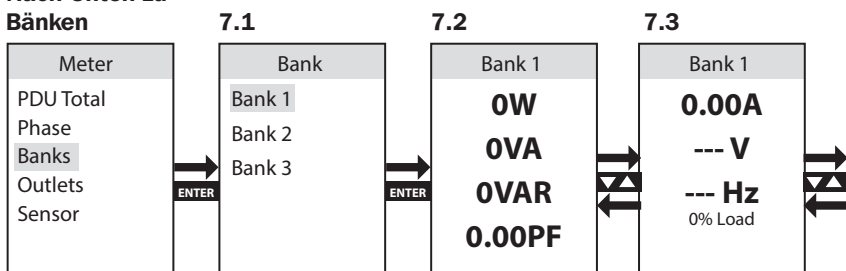 Bänken
7.1
7.2
7.3
Meter
PDU Total
Phase
Banks
Outlets
Sensor
ENTER
Bank
Bank 1
Bank 2
Bank 3
ENTER
Bank 1
0W
0VA
0VAR
0.00PF
Bank 1
0.00A
--- V
--- Hz
0% Load